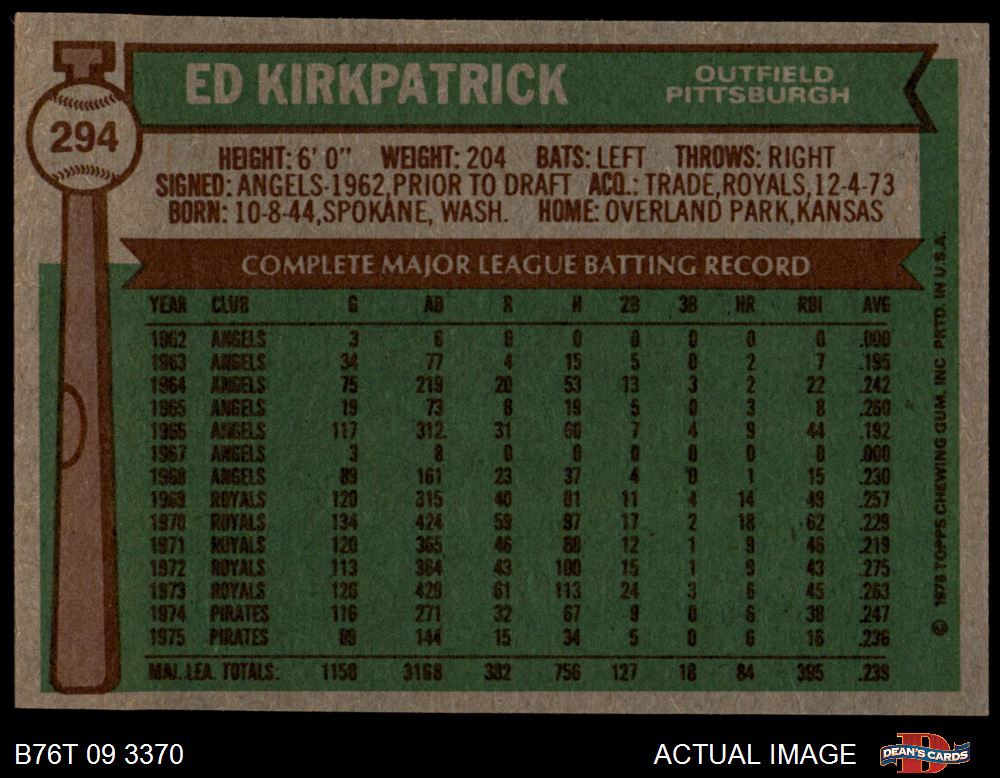 ED KIRKPATRICK
OUTFIELD
PITTSBURGH
294
HEIGHT: 6' 0" WEIGHT: 204 BATS: LEFT THROWS: RIGHT
SIGNED: ANGELS-1962, PRIOR TO DRAFT ACQ.: TRADE, ROYALS, 12-4-73
BORN: 10-8-44, SPOKANE, WASH. HOME: OVERLAND PARK, KANSAS
COMPLETE MAJOR LEAGUE BATTING RECORD
YEAR CLUB G AB R H 2B 3B HR RBI AVG
1962 ANGELS 3 6 0 0 0 0 0 0 .000
1963 ANGELS 34 77 4 15 5 0 2 7 .195
1964 ANGELS 75 219 20 53 13 3 2 22 .242
1965 ANGELS 19 73 8 19 5 0 3 8 .260
1966 ANGELS 117 312 31 60 7 4 9 44 .192
1967 ANGELS 3 8 0 0 0 0 0 0 .000
1968 ANGELS 89 161 23 37 4 0 1 15 .230
1969 ROYALS 120 315 40 81 11 4 14 49 .257
1970 ROYALS 134 424 59 97 17 2 18 62 .229
1971 ROYALS 120 365 46 80 12 1 9 46 .219
1972 ROYALS 113 364 43 100 15 1 9 43 .275
1973 ROYALS 126 429 61 113 24 3 6 45 .263
1974 PIRATES 116 271 32 67 9 0 6 38 .247
1975 PIRATES 89 144 15 34 5 0 6 16 .236
MAJ. LEA. TOTALS: 1158 3168 382 756 127 18 84 395 .239
© 1976 TOPPS CHEWING GUM, INC PRTD. IN U.S.A.
B76T 09 3370
ACTUAL IMAGE
DEAN'S CARDS